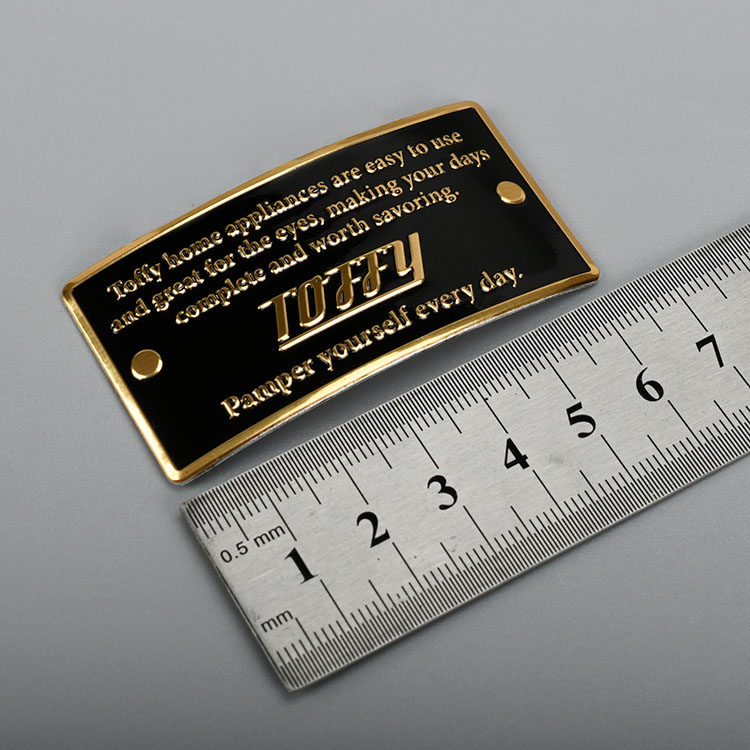 Toffy home appliances are easy to use
and great for the eyes, making your days
complete and worth savoring.
TOFFY
Pamper yourself every day.
0.5 mm
1 2 3 4 5 6 7
mm